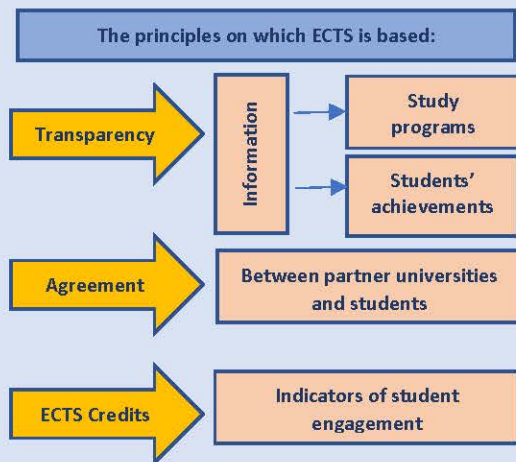 The principles on which ECTS is based:
Transparency
Information
Study
programs
Students'
achievements
Agreement
Between partner universities
and students
ECTS Credits
Indicators of student
engagement